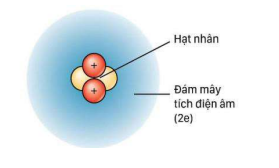 Hạt nhân
+
+
Đám mây
tích điện âm
(2e)